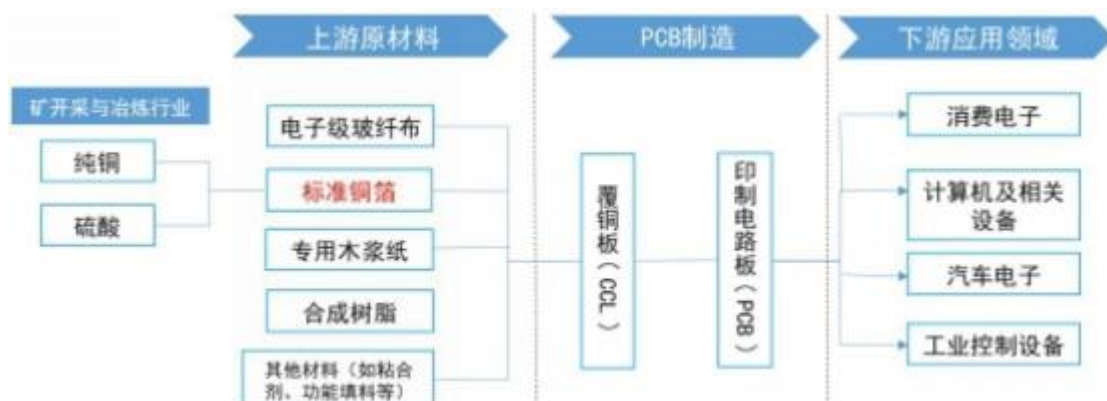 上游原材料
PCB制造
下游应用领域
矿开采与冶炼行业
纯铜
硫酸
电子级玻纤布
标准铜箔
专用木浆纸
合成树脂
其他材料（如粘合
剂、功能填料等）
覆铜板（CCL）
印制电路板（PCB）
消费电子
计算机及相关
设备
汽车电子
工业控制设备